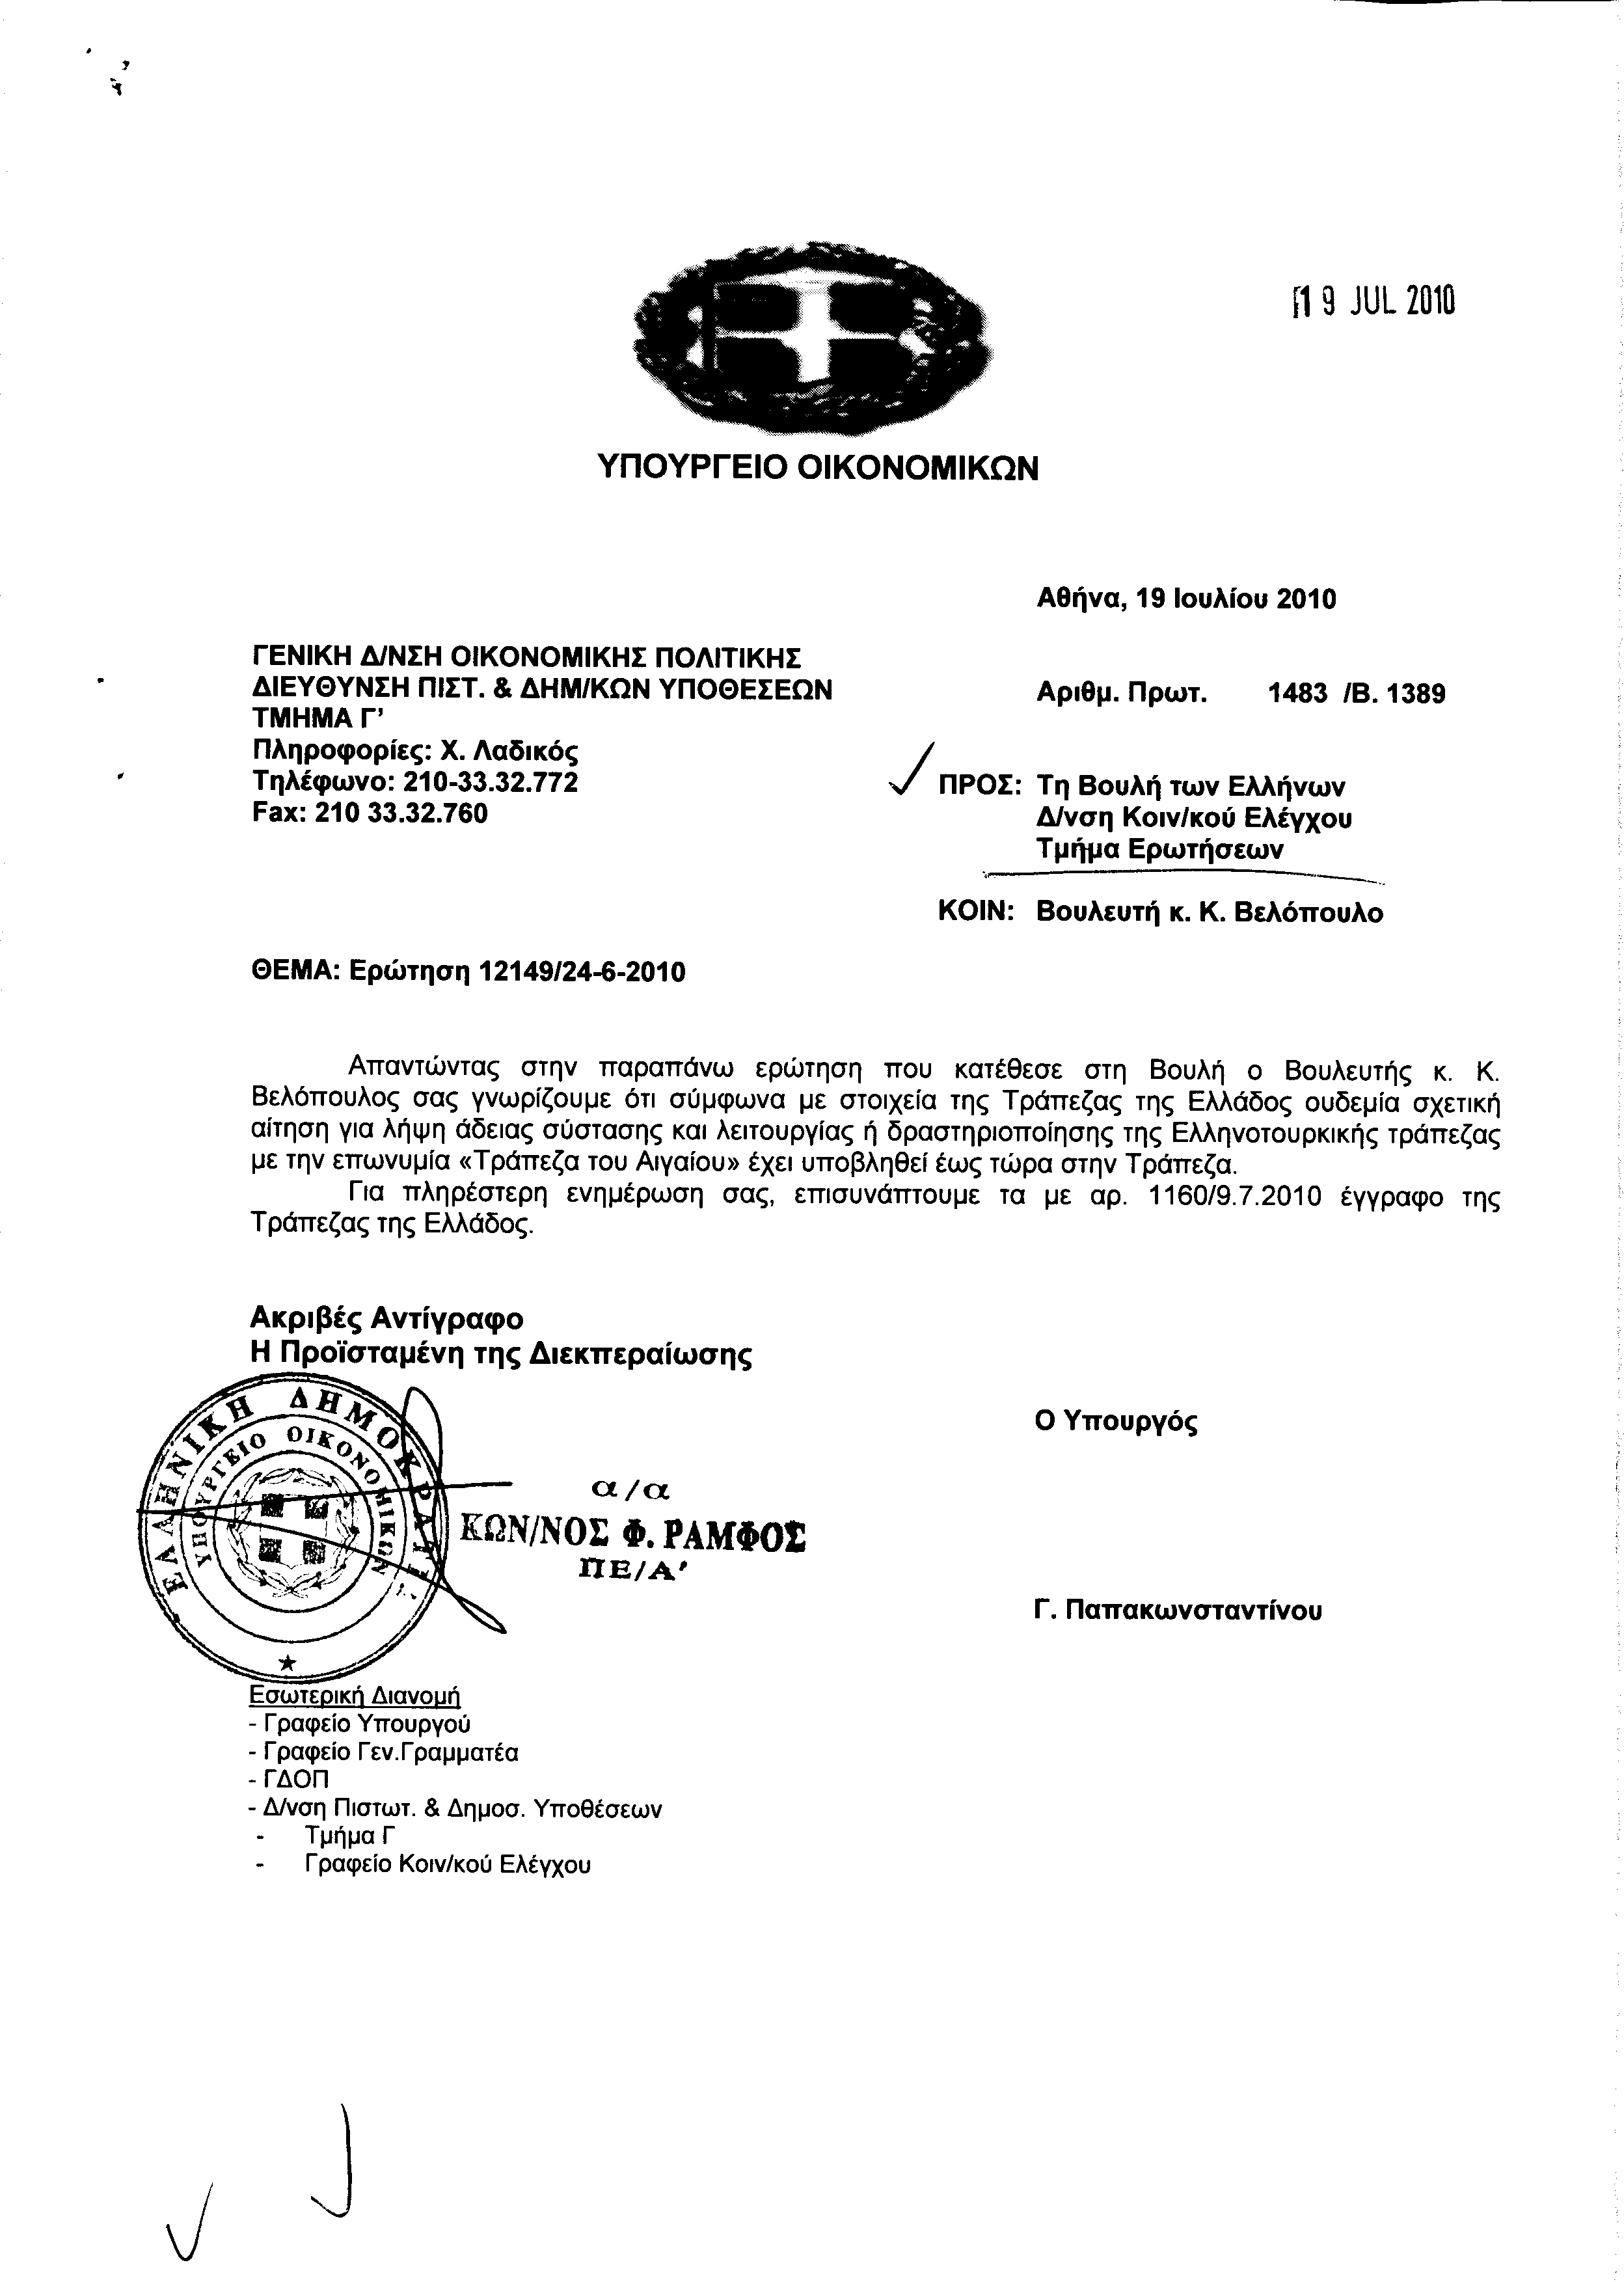 19 JUL 2010
ΥΠΟΥΡΓΕΙΟ ΟΙΚΟΝΟΜΙΚΩΝ
Αθήνα, 19 Ιουλίου 2010
ΓΕΝΙΚΗ Δ/ΝΣΗ ΟΙΚΟΝΟΜΙΚΗΣ ΠΟΛΙΤΙΚΗΣ
ΔΙΕΥΘΥΝΣΗ ΠΙΣΤ. & ΔΗΜ/ΚΩΝ ΥΠΟΘΕΣΕΩΝ
ΤΜΗΜΑ Γ'
Πληροφορίες: Χ. Λαδικός
Τηλέφωνο: 210-33.32.772
Fax: 210 33.32.760
Αριθμ. Πρωτ. 1483 /Β. 1389
ΠΡΟΣ: Τη Βουλή των Ελλήνων
Δ/νση Κοιν/κού Ελέγχου
Τμήμα Ερωτήσεων
ΚΟΙΝ: Βουλευτή κ. Κ. Βελόπουλο
ΘΕΜΑ: Ερώτηση 12149/24-6-2010
Απαντώντας στην παραπάνω ερώτηση που κατέθεσε στη Βουλή ο Βουλευτής κ. Κ.
Βελόπουλος σας γνωρίζουμε ότι σύμφωνα με στοιχεία της Τράπεζας της Ελλάδος ουδεμία σχετική
αίτηση για λήψη άδειας σύστασης και λειτουργίας ή δραστηριοποίησης της Ελληνοτουρκικής τράπεζας
με την επωνυμία «Τράπεζα του Αιγαίου» έχει υποβληθεί έως τώρα στην Τράπεζα.
Για πληρέστερη ενημέρωση σας, επισυνάπτουμε τα με αρ. 1160/9.7.2010 έγγραφο της
Τράπεζας της Ελλάδος.
Ακριβές Αντίγραφο
Η Προϊσταμένη της Διεκπεραίωσης
ΕΛΛΗΝΙΚΗ ΔΗΜΟΚΡΑΤΙΑ
ΥΠΟΥΡΓΕΙΟ ΟΙΚΟΝΟΜΙΚΩΝ
α/α
ΚΩΝ/ΝΟΣ Φ. ΡΑΜΦΟΣ
ΠΕ/Α'
Ο Υπουργός
Γ. Παπακωνσταντίνου
Εσωτερική Διανομή
- Γραφείο Υπουργού
- Γραφείο Γεν.Γραμματέα
- ΓΔΟΠ
- Δ/νση Πιστωτ. & Δημοσ. Υποθέσεων
- Τμήμα Γ
- Γραφείο Κοιν/κού Ελέγχου